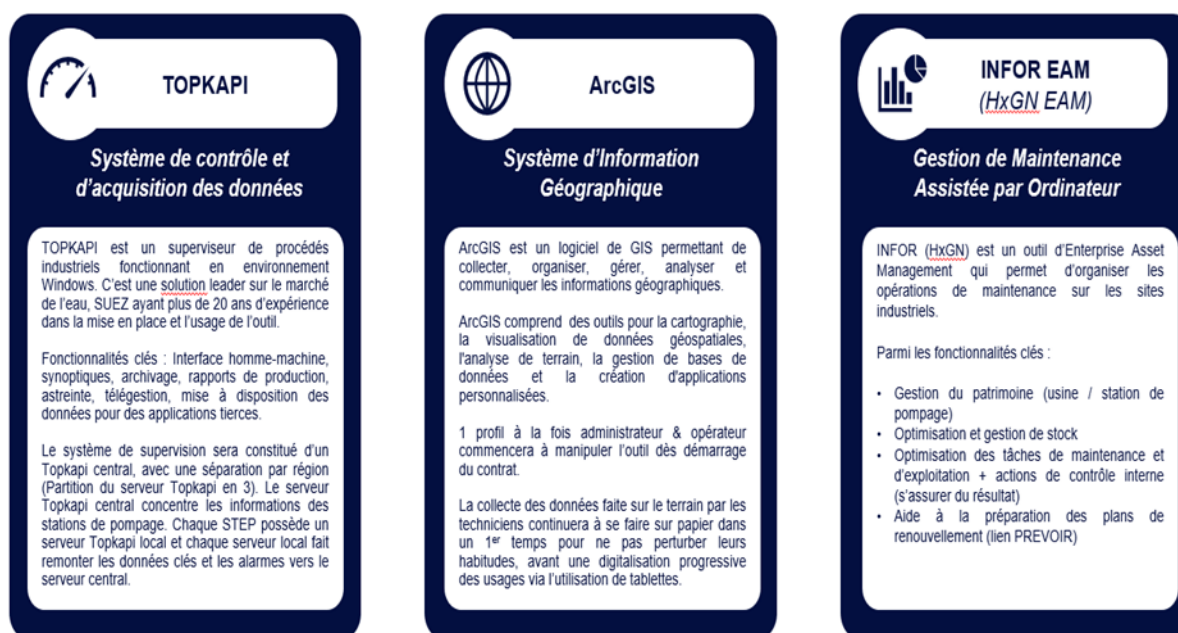 TOPKAPI
Système de contrôle et
d'acquisition des données
TOPKAPI est un superviseur de procédés
industriels fonctionnant en environnement
Windows. C'est une solution leader sur le marché
de l'eau, SUEZ ayant plus de 20 ans d'expérience
dans la mise en place et l'usage de l'outil.
Fonctionnalités clés : Interface homme-machine,
synoptiques, archivage, rapports de production,
astreinte, télégestion, mise à disposition des
données pour des applications tierces.
Le système de supervision sera constitué d'un
Topkapi central, avec une séparation par région
(Partition du serveur Topkapi en 3). Le serveur
Topkapi central concentre les informations des
stations de pompage. Chaque STEP possède un
serveur Topkapi local et chaque serveur local fait
remonter les données clés et les alarmes vers le
serveur central.
ArcGIS
Système d'Information
Géographique
ArcGIS est un logiciel de GIS permettant de
collecter, organiser, gérer, analyser et
communiquer les informations géographiques.
ArcGIS comprend des outils pour la cartographie,
la visualisation de données géospatiales,
l'analyse de terrain, la gestion de bases de
données et la création d'applications
personnalisées.
1 profil à la fois administrateur & opérateur
commencera à manipuler l'outil dès démarrage
du contrat.
La collecte des données faite sur le terrain par les
techniciens continuera à se faire sur papier dans
un 1er temps pour ne pas perturber leurs
habitudes, avant une digitalisation progressive
des usages via l'utilisation de tablettes.
INFOR EAM
(HxGN EAM)
Gestion de Maintenance
Assistée par Ordinateur
INFOR (HxGN) est un outil d'Enterprise Asset
Management qui permet d'organiser les
opérations de maintenance sur les sites
industriels.
Parmi les fonctionnalités clés :
• Gestion du patrimoine (usine / station de
pompage)
• Optimisation et gestion de stock
• Optimisation des tâches de maintenance et
d'exploitation + actions de contrôle interne
(s'assurer du résultat)
• Aide à la préparation des plans de
renouvellement (lien PREVOIR)